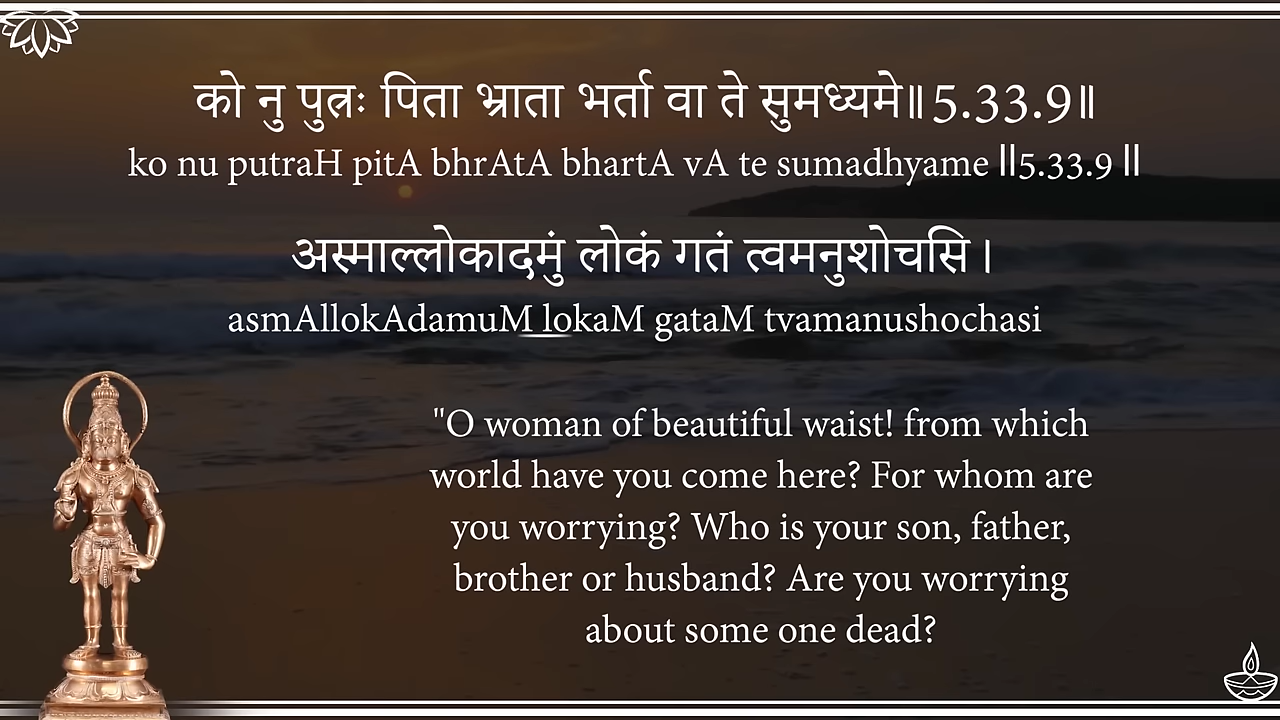 को नु पुत्रः पिता भ्राता भर्ता वा ते सुमध्यमे॥5.33.9॥
ko nu putraH pitA bhrAtA bhartA vA te sumadhyame ||5.33.9 ||
अस्माल्लोकादमुं लोकं गतं त्वमनुशोचसि।
asmAllokAdamuM lokaM gataM tvamanushochasi
"O woman of beautiful waist! from which
world have you come here? For whom are
you worrying? Who is your son, father,
brother or husband? Are you worrying
about some one dead?